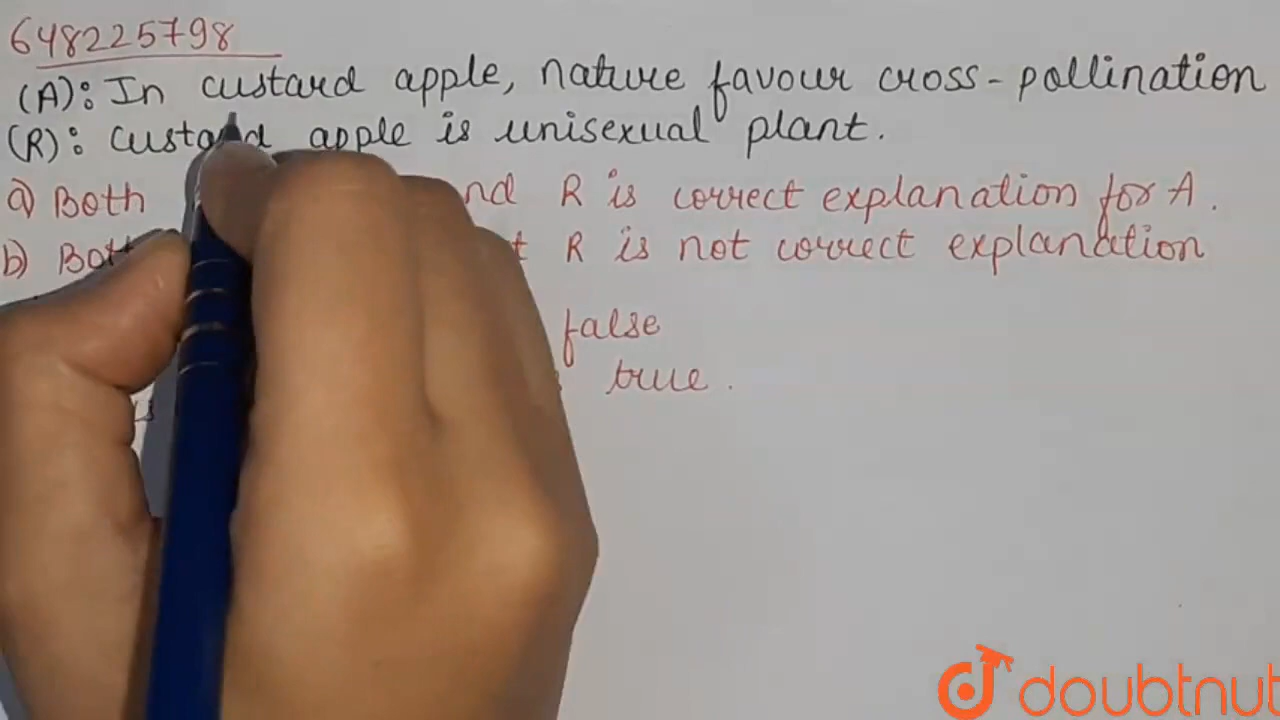 648225798
(A): In custard apple, nature favour cross-pollination
(R): custard apple is unisexual plant.
a) Both nd R is correct explanation for A.
b) Bot t R is not correct explanation
false
true.
doubtnut